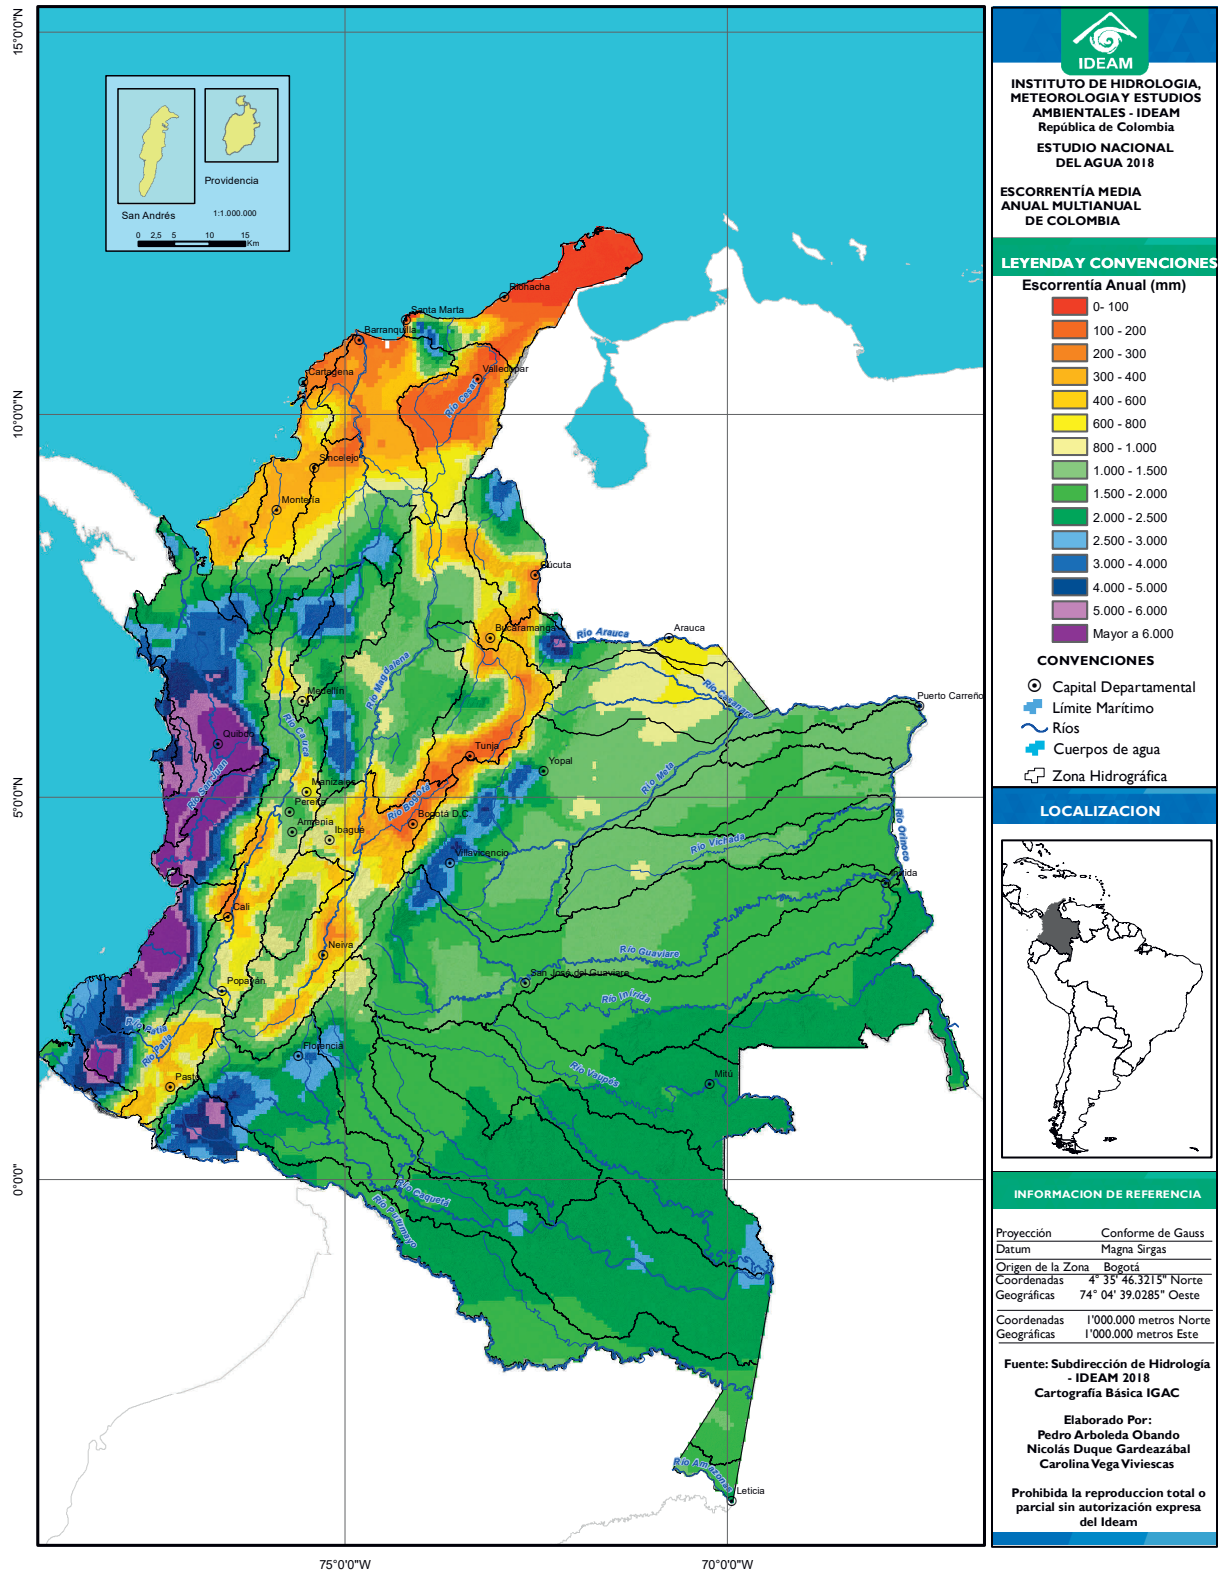 15°0'0"N
10°0'0"N
5°0'0"N
0°0'0"
75°0'0"W
70°0'0"W
San Andrés
Providencia
1:1.000.000
0 2,5 5 10 15
Km
Riohacha
Santa Marta
Barranquilla
Cartagena
Valledupar
Río Cesar
Sincelejo
Montería
Cúcuta
Bucaramanga
Río Arauca
Arauca
Río Magdalena
Río Casanare
Puerto Carreño
Medellín
Río Cauca
Quibdó
Río San Juan
Tunja
Yopal
Río Meta
Manizales
Pereira
Armenia
Ibagué
Río Bogotá
Bogotá D.C.
Río Orinoco
Río Vichada
Villavicencio
Inírida
Cali
Neiva
Río Guaviare
San José del Guaviare
Popayán
Río Inírida
Río Patía
Río Patía
Florencia
Pasto
Río Vaupés
Mitú
Río Caquetá
Río Putumayo
Río Amazonas
Leticia
IDEAM
INSTITUTO DE HIDROLOGIA,
METEOROLOGIA Y ESTUDIOS
AMBIENTALES - IDEAM
República de Colombia
ESTUDIO NACIONAL
DEL AGUA 2018
ESCORRENTÍA MEDIA
ANUAL MULTIANUAL
DE COLOMBIA
LEYENDA Y CONVENCIONES
Escorrentía Anual (mm)
0- 100
100 - 200
200 - 300
300 - 400
400 - 600
600 - 800
800 - 1.000
1.000 - 1.500
1.500 - 2.000
2.000 - 2.500
2.500 - 3.000
3.000 - 4.000
4.000 - 5.000
5.000 - 6.000
Mayor a 6.000
CONVENCIONES
Capital Departamental
Límite Marítimo
Ríos
Cuerpos de agua
Zona Hidrográfica
LOCALIZACION
INFORMACION DE REFERENCIA
Proyección Conforme de Gauss
Datum Magna Sirgas
Origen de la Zona Bogotá
Coordenadas 4° 35' 46.3215" Norte
Geográficas 74° 04' 39.0285" Oeste
Coordenadas 1'000.000 metros Norte
Geográficas 1'000.000 metros Este
Fuente: Subdirección de Hidrología
- IDEAM 2018
Cartografía Básica IGAC
Elaborado Por:
Pedro Arboleda Obando
Nicolás Duque Gardeazábal
Carolina Vega Viviescas
Prohibida la reproduccion total o
parcial sin autorización expresa
del Ideam